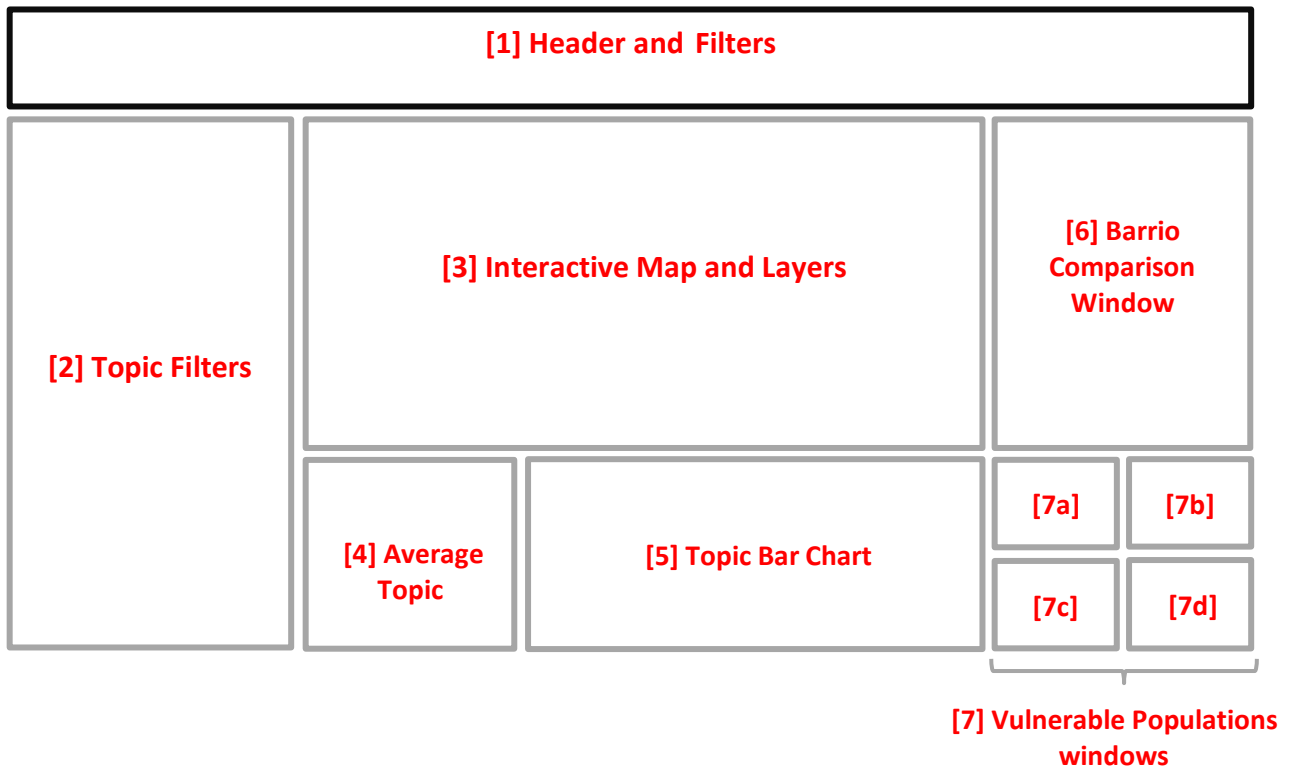 [1] Header and Filters
[2] Topic Filters
[3] Interactive Map and Layers
[6] Barrio
Comparison
Window
[4] Average
Topic
[5] Topic Bar Chart
[7a]
[7b]
[7c]
[7d]
[7] Vulnerable Populations
windows